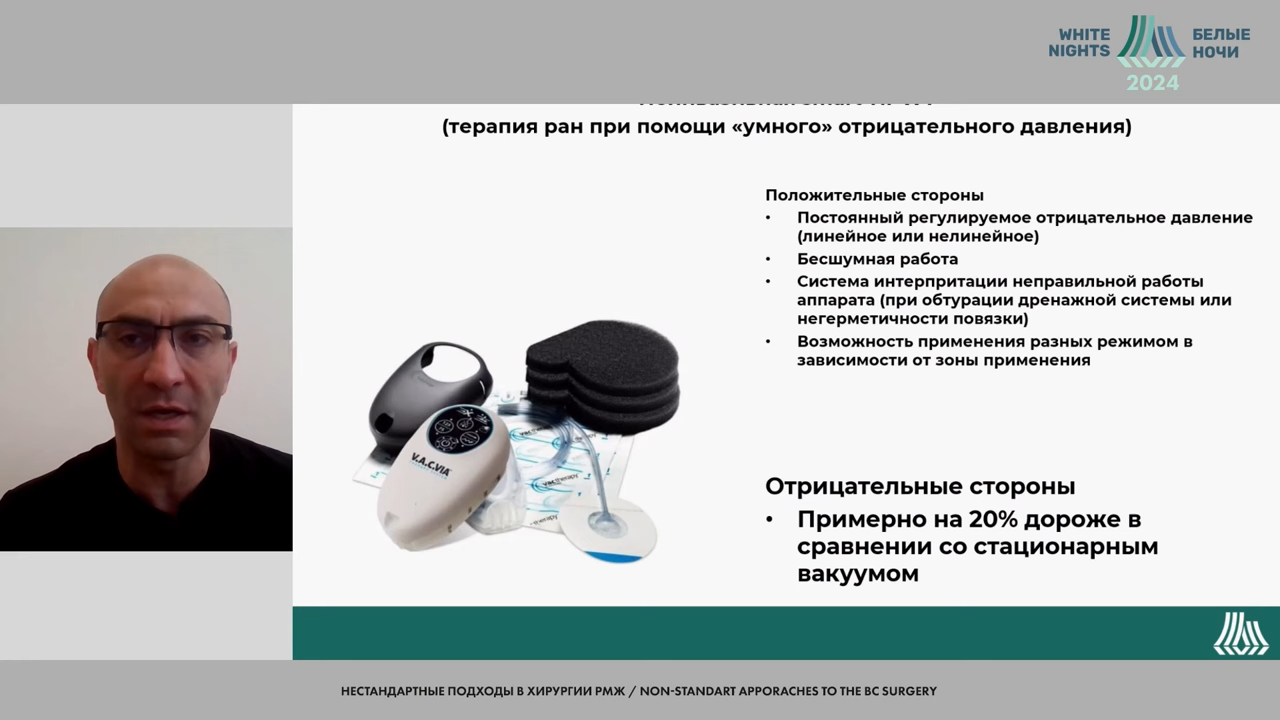 WHITE
NIGHTS
БЕЛЫЕ
НОЧИ
2024
(терапия ран при помощи «умного» отрицательного давления)
Положительные стороны
• Постоянный регулируемое отрицательное давление
(линейное или нелинейное)
• Бесшумная работа
• Система интерпритации неправильной работы
аппарата (при обтурации дренажной системы или
негерметичности повязки)
• Возможность применения разных режимом в
зависимости от зоны применения
V.A.C.VIA
Отрицательные стороны
• Примерно на 20% дороже в
сравнении со стационарным
вакуумом
НЕСТАНДАРТНЫЕ ПОДХОДЫ В ХИРУРГИИ РМЖ / NON-STANDART APPORACHES TO THE BC SURGERY